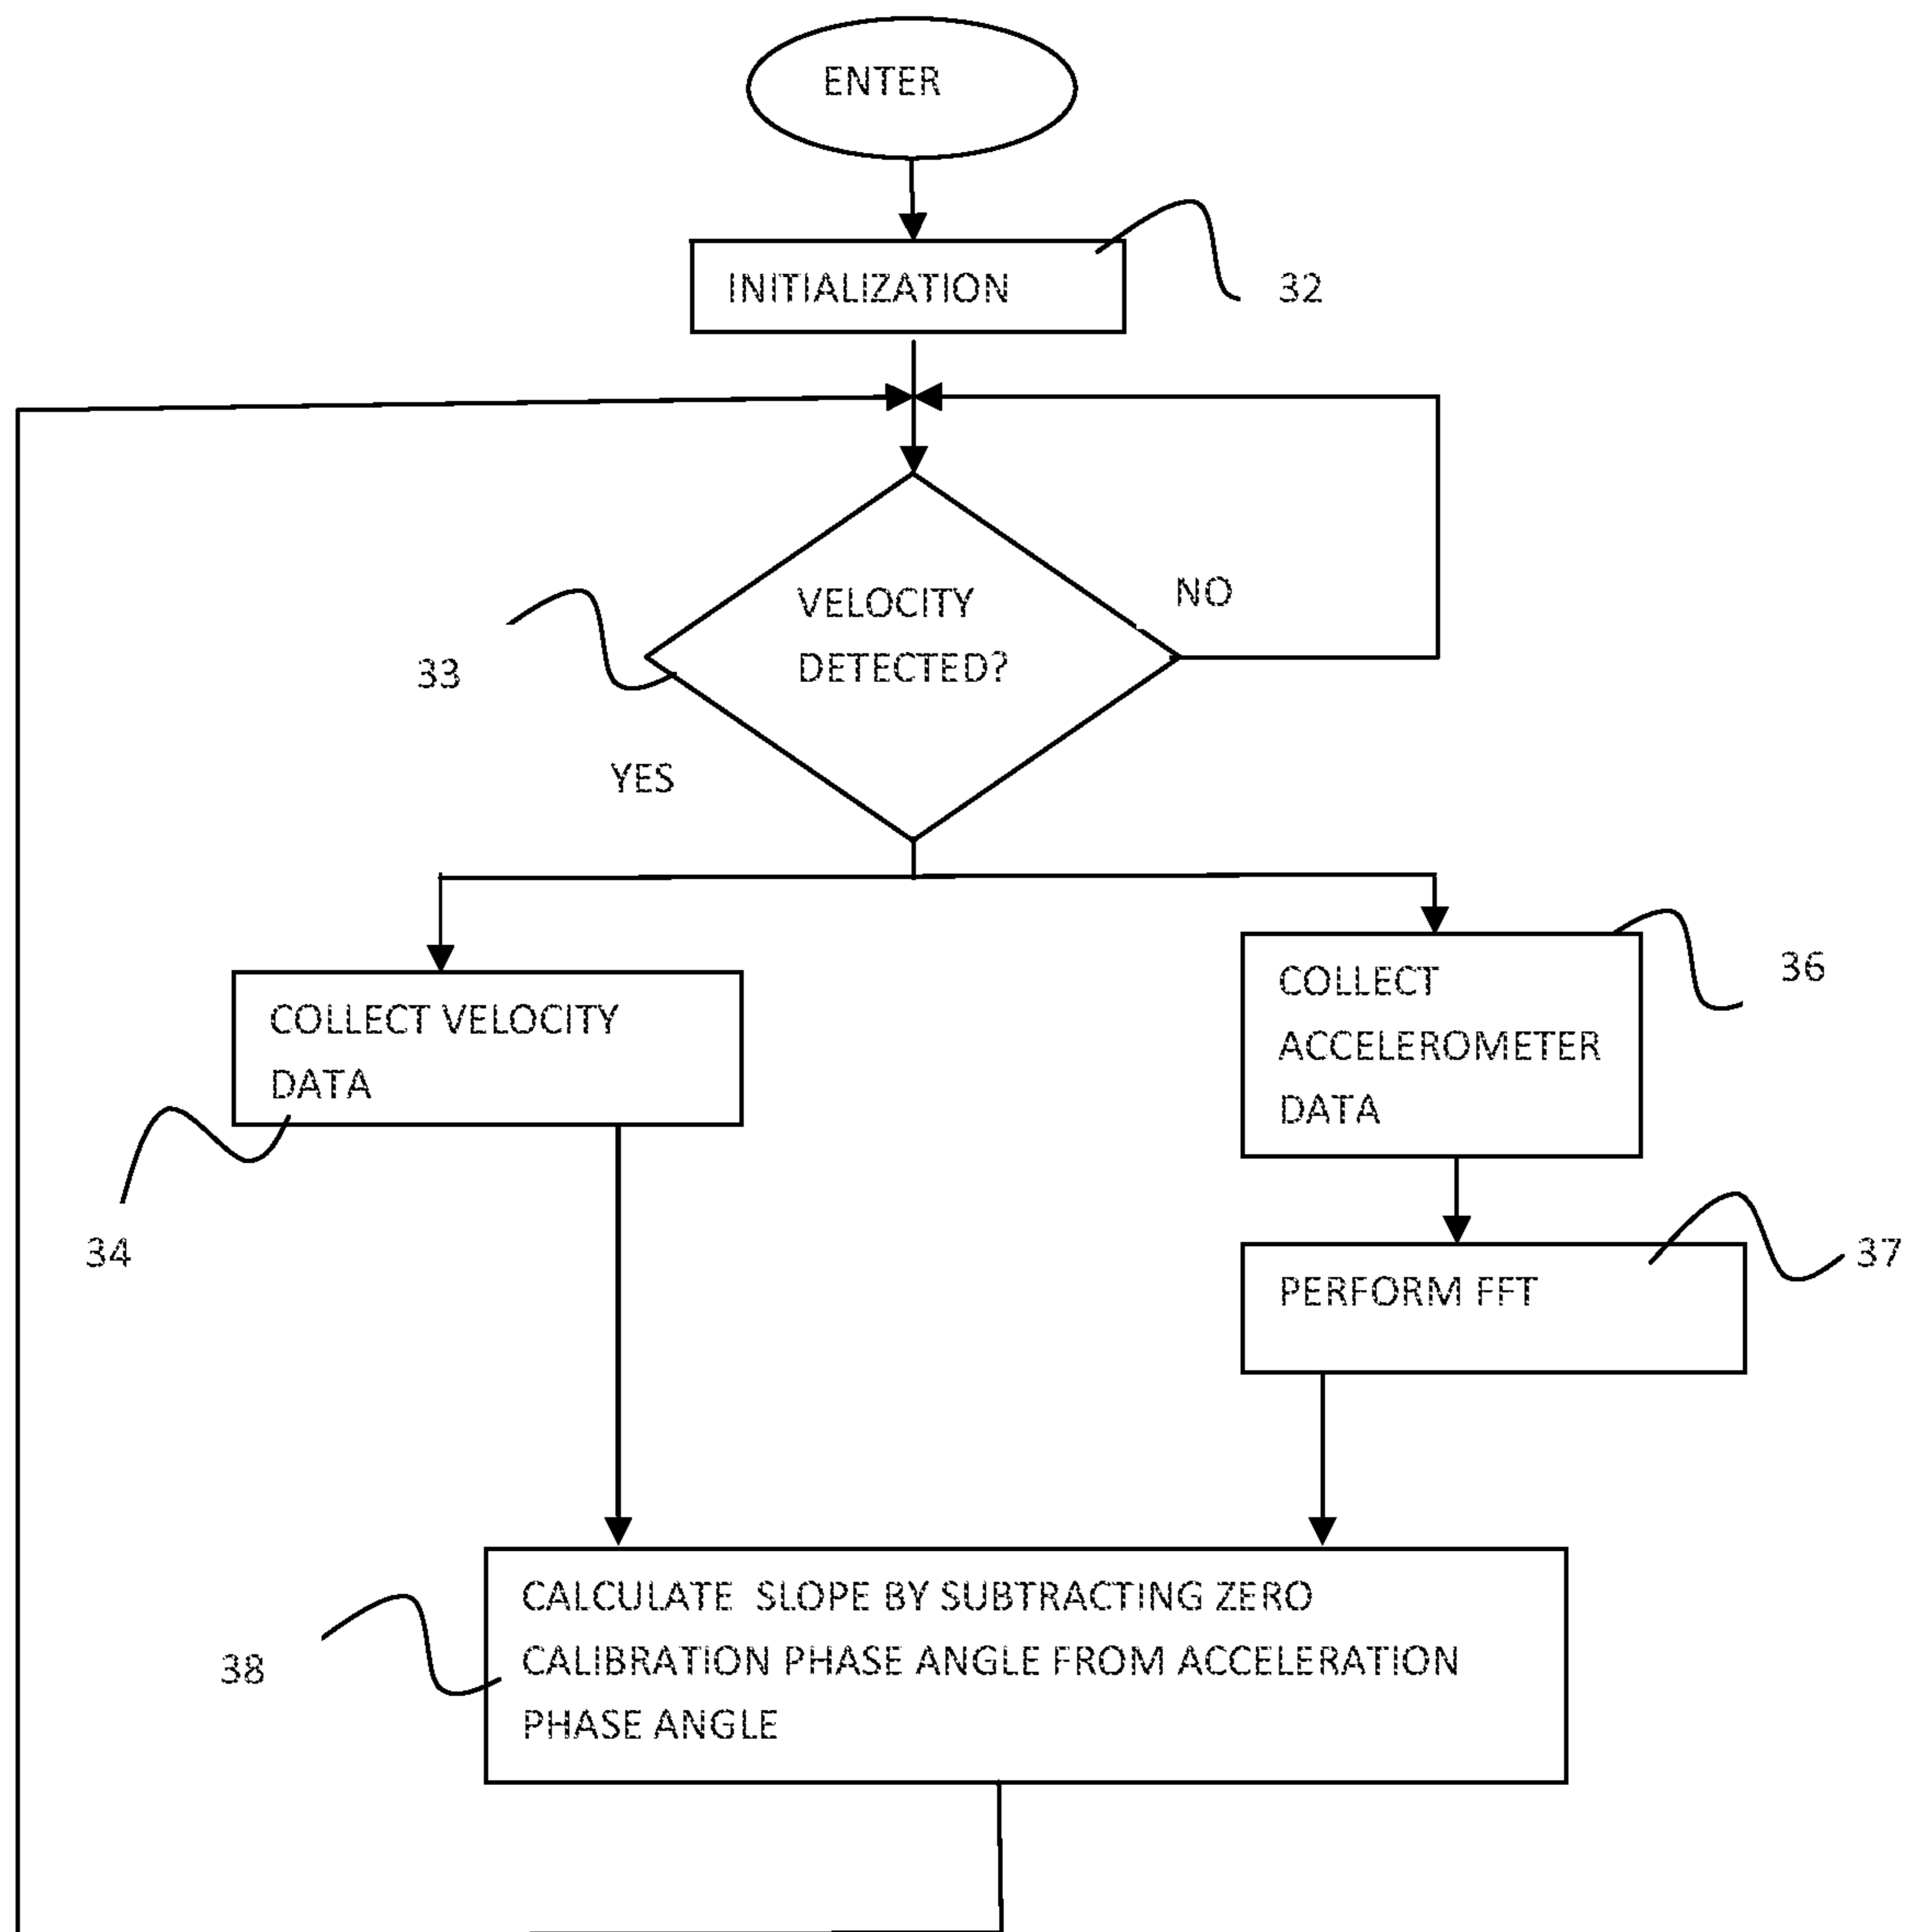 ENTER
INITIALIZATION
32
VELOCITY
DETECTED?
NO
33
YES
COLLECT VELOCITY
DATA
34
COLLECT
ACCELEROMETER
DATA
36
PERFORM FFT
37
CALCULATE SLOPE BY SUBTRACTING ZERO
CALIBRATION PHASE ANGLE FROM ACCELERATION
PHASE ANGLE
38